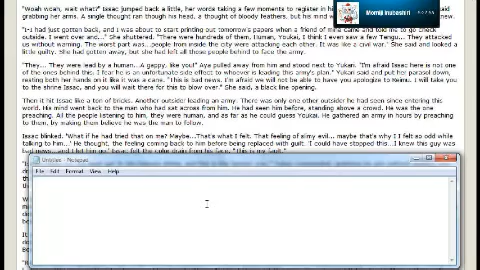 "Woah woah, wait what?" Issac jumped back a little, her words taking a few moments to register in
grabbing her arms. A single thought ran though his head, a thought of bloody feathers, but his mind
Momiji Inubashiri
"I-I had just gotten back, and I was about to start printing out tomorrow's papers when a friend of mine came and told me to go check
outside. I went over and..." She shuttered. "There were hundreds of them, Human, Youkai, I think I even saw a few Tengu... They attacked
us without warning. The worst part was...people from inside the city were attacking each other. It was like a civil war." She said and looked a
little guilty. She had gotten away, but she had left all those people behind to face the army.
"They... They were lead by a human...A geppy, like you!" Aya pulled away from him and stood next to Yukari. "I'm afraid Issac here is not one
of the ones behind this. I fear he is an unfortunate side effect to whoever is leading this army's plan." Yukari said and put her parasol down,
resting both her hands on it like it was a cane. "This is bad news. I'm afraid we will not be able to have you apologize to Reimu. I will take you
to the shrine Issac, and you will wait there for this to blow over." She said, a black line opening.
Then it hit Issac like a ton of bricks. Another outsider leading an army. There was only one other outsider he had seen since entering this
world. His mind went back to the man who had sat across from him. He had seen him before, standing above a crowd. He was the one
preaching. All the people listening to him, they were human, and as far as he could guess Youkai. He gathered an army in hours by preaching
to them, by making them believe he was the man to follow.
Issac blinked. 'What if he had tried that on me? Maybe...That's what I felt. That feeling of slimy evil... maybe that's why I I felt so odd while
talking to him...' He thought, the feeling coming back to him before being replaced with guilt. 'I could have stopped this...I knew this guy was
bad news...and I let him go.' Issac felt the color drain from his face. "This is my fault."
Untitled - Notepad
File Edit Format View Help